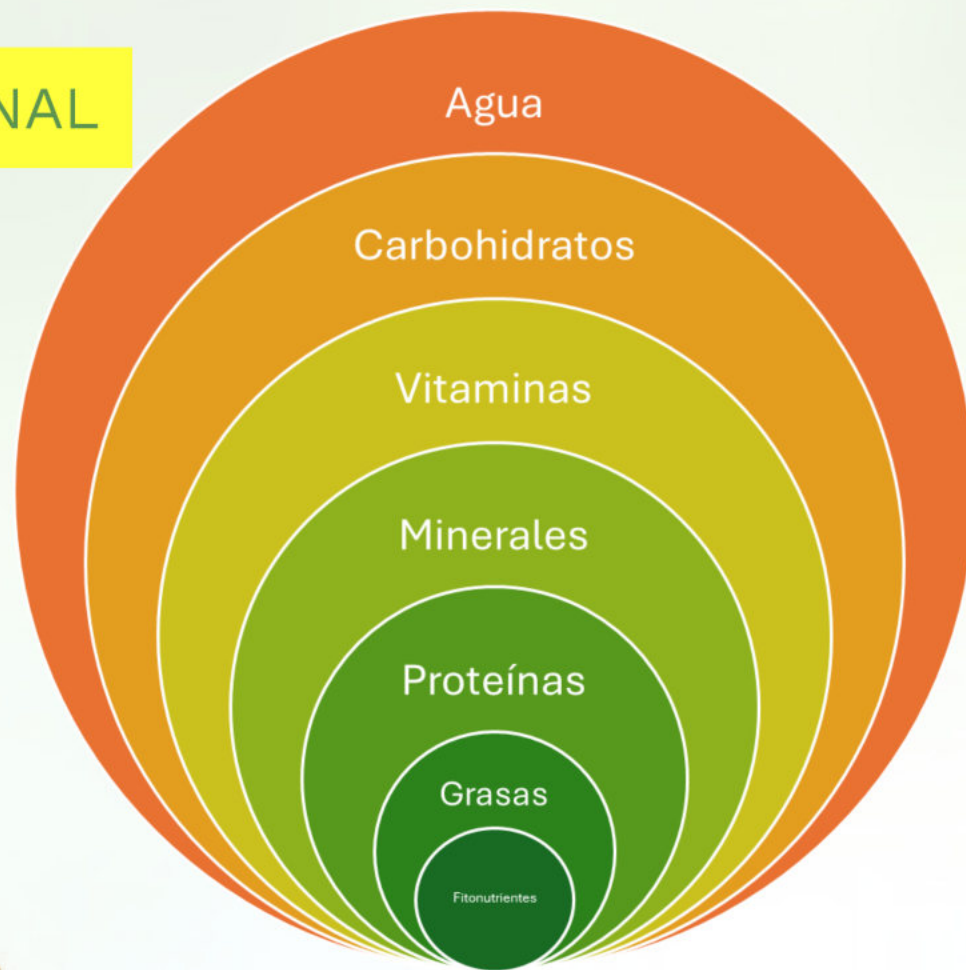 NAL
Agua
Carbohidratos
Vitaminas
Minerales
Proteínas
Grasas
Fitonutrientes